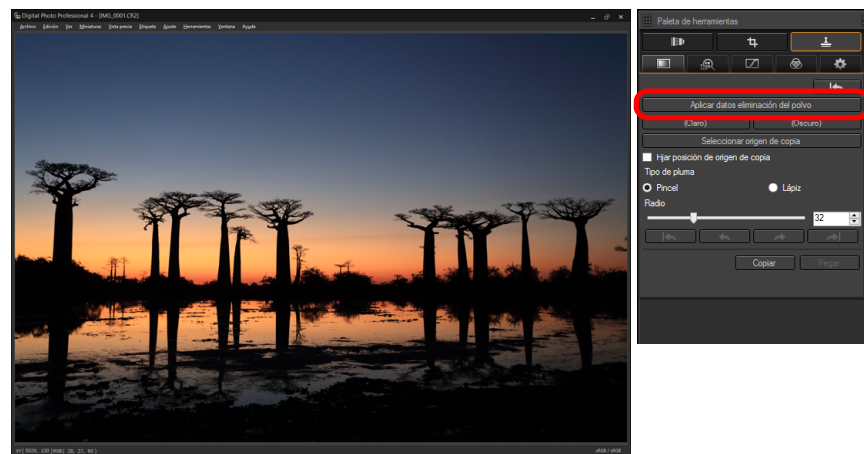 Digital Photo Professional 4 - [IMG_0001.CR2]
Archivo Edición Ver Miniaturas Vista previa Etiqueta Ajuste Herramientas Ventana Ayuda
Paleta de herramientas
Aplicar datos eliminación del polvo
(Claro) (Oscuro)
Seleccionar origen de copia
Fijar posición de origen de copia
Tipo de pluma
Pincel Lápiz
Radio
32
Copiar Pegar
sRGB / sRGB